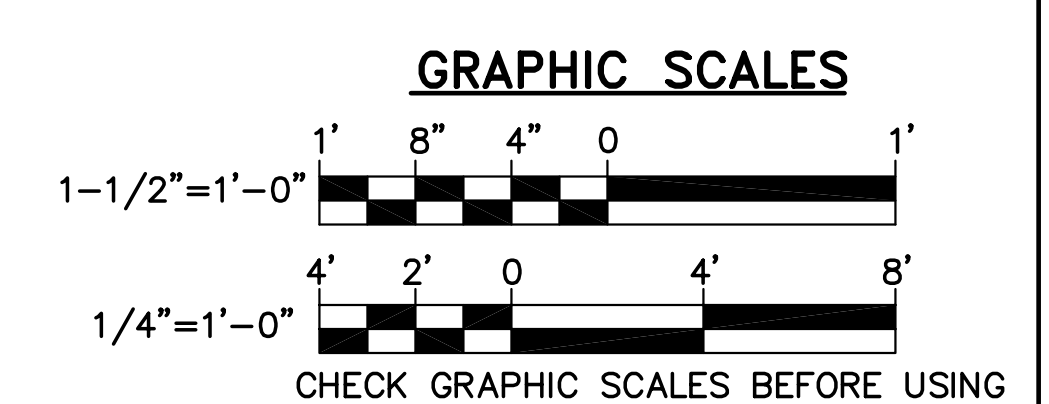 GRAPHIC SCALES
1' 8" 4" 0 1'
1-1/2"=1'-0"
4' 2' 0 4' 8'
1/4"=1'-0"
CHECK GRAPHIC SCALES BEFORE USING